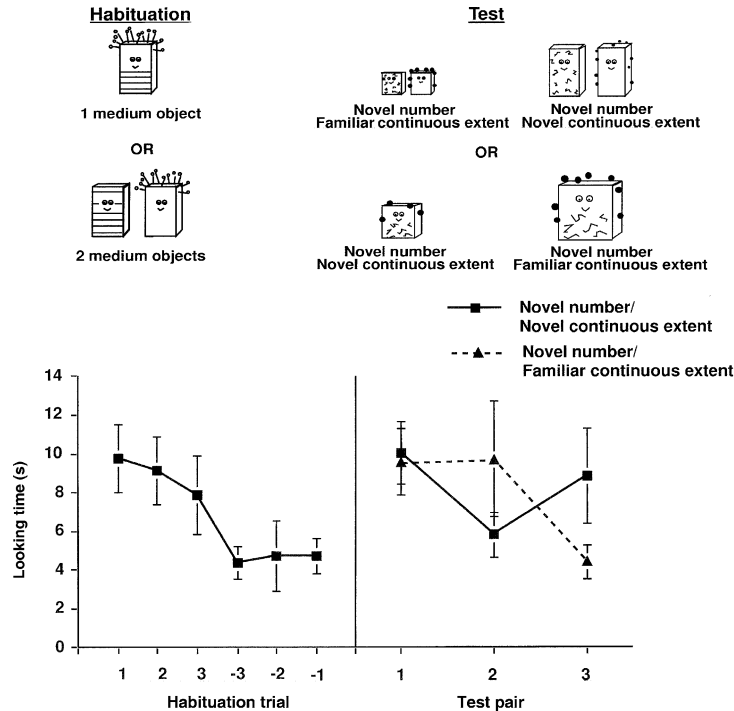 Habituation
Test
1 medium object
Novel number
Familiar continuous extent
Novel number
Novel continuous extent
OR
OR
2 medium objects
Novel number
Novel continuous extent
Novel number
Familiar continuous extent
Novel number/
Novel continuous extent
Novel number/
Familiar continuous extent
14
12
10
8
6
4
2
0
Looking time (s)
1 2 3 -3 -2 -1
1 2 3
Habituation trial
Test pair